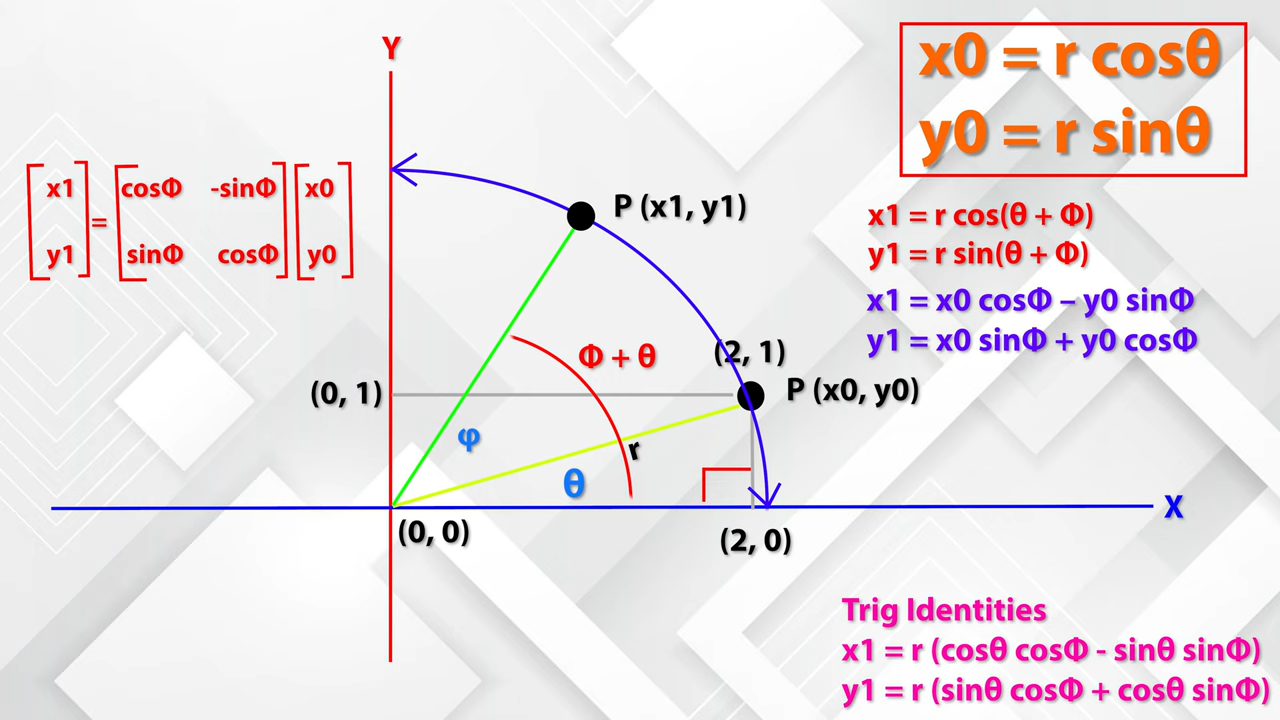 Y
x0 = r cosθ
y0 = r sinθ
x1
y1
=
cosΦ -sinΦ
sinΦ cosΦ
x0
y0
P (x1, y1)
x1 = r cos(θ + Φ)
y1 = r sin(θ + Φ)
x1 = x0 cosΦ – y0 sinΦ
y1 = x0 sinΦ + y0 cosΦ
Φ + θ
(2, 1)
(0, 1)
P (x0, y0)
φ
r
θ
X
(0, 0)
(2, 0)
Trig Identities
x1 = r (cosθ cosΦ - sinθ sinΦ)
y1 = r (sinθ cosΦ + cosθ sinΦ)